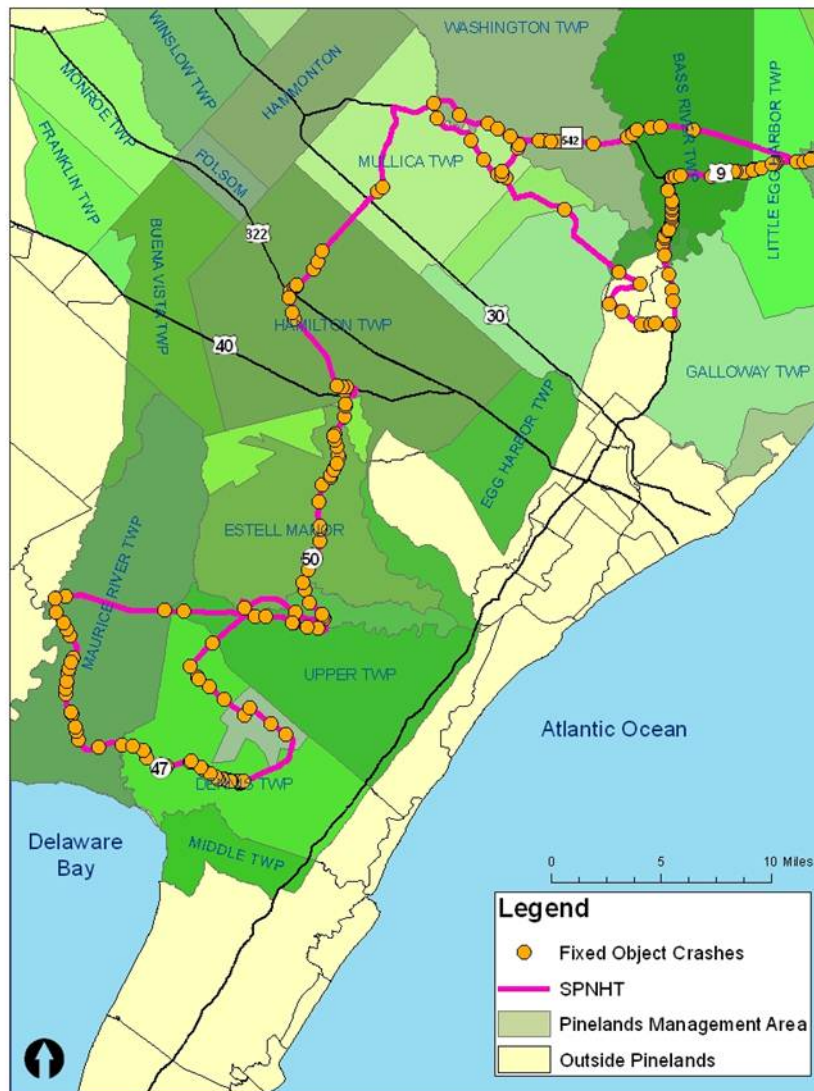 WASHINGTON TWP
WINSLOW TWP
HAMMONTON
MONROE TWP
BASS RIVER TWP
LITTLE EGG HARBOR TWP
FRANKLIN TWP
FOLSOM
MULLICA TWP
542
9
322
BUENA VISTA TWP
HAMILTON TWP
30
40
GALLOWAY TWP
EGG HARBOR TWP
ESTELL MANOR
50
MAURICE RIVER TWP
UPPER TWP
Atlantic Ocean
47
DENNIS TWP
Delaware
Bay
MIDDLE TWP
0 5 10 Miles
Legend
Fixed Object Crashes
SPNHT
Pinelands Management Area
Outside Pinelands